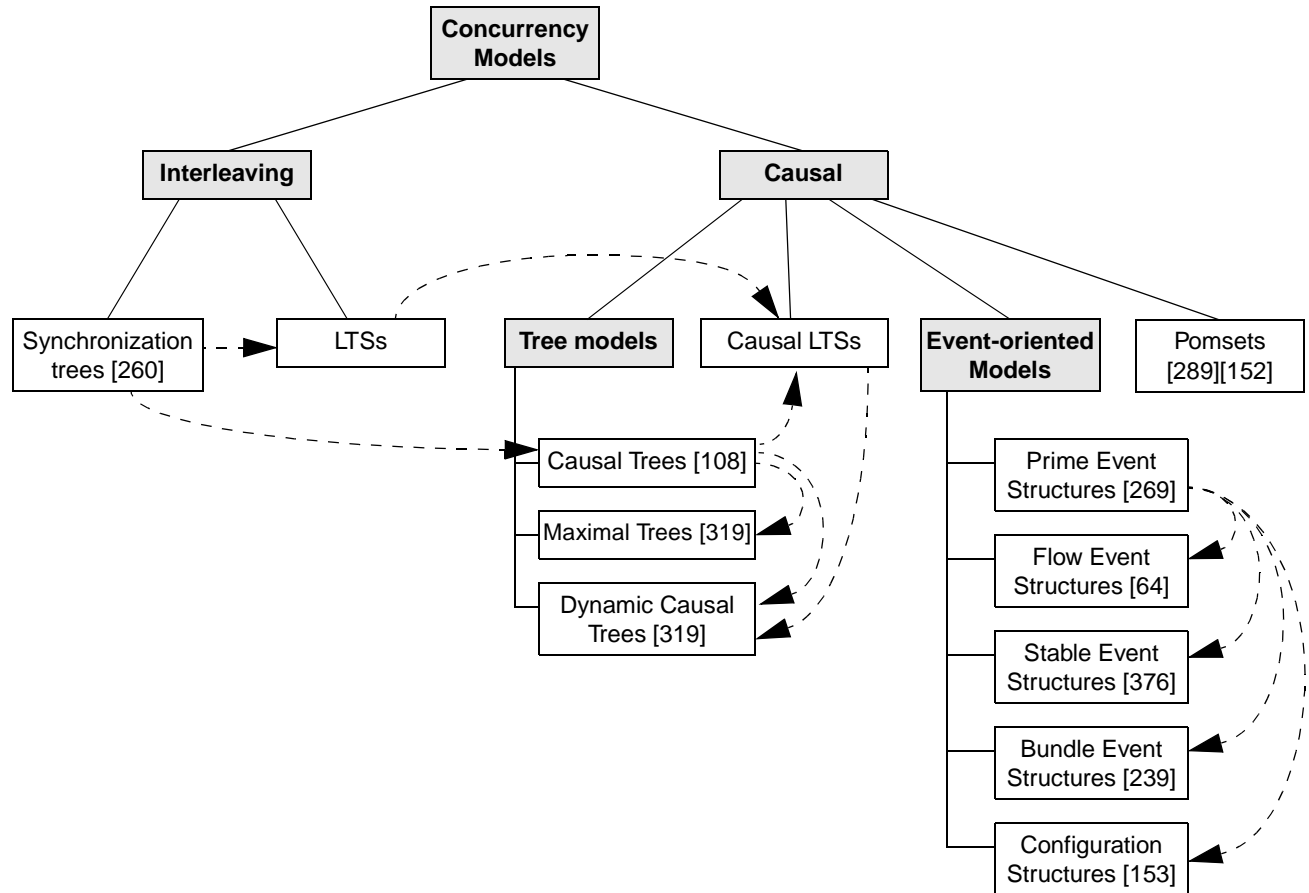 Concurrency
Models
Interleaving
Causal
Synchronization
trees [260]
LTSs
Tree models
Causal LTSs
Event-oriented
Models
Pomsets
[289][152]
Causal Trees [108]
Maximal Trees [319]
Dynamic Causal
Trees [319]
Prime Event
Structures [269]
Flow Event
Structures [64]
Stable Event
Structures [376]
Bundle Event
Structures [239]
Configuration
Structures [153]